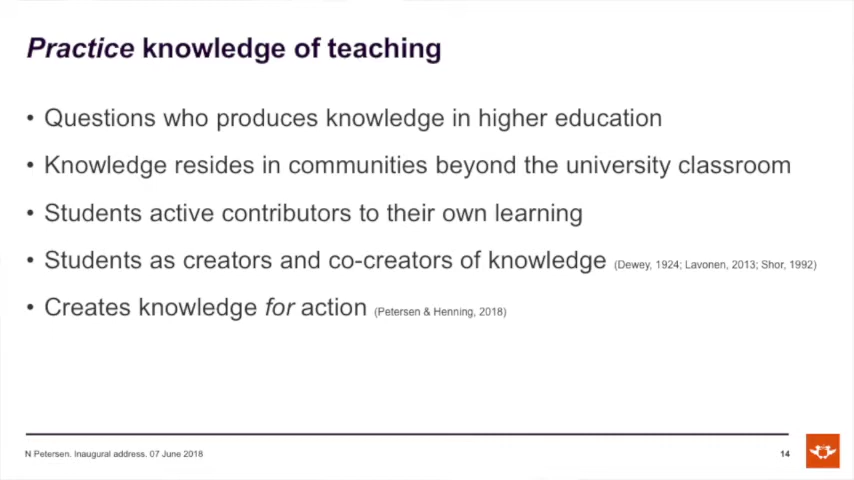 Practice knowledge of teaching
• Questions who produces knowledge in higher education
• Knowledge resides in communities beyond the university classroom
• Students active contributors to their own learning
• Students as creators and co-creators of knowledge (Dewey, 1924; Lavonen, 2013; Shor, 1992)
• Creates knowledge for action (Petersen & Henning, 2018)
N Petersen. Inaugural address. 07 June 2018
14